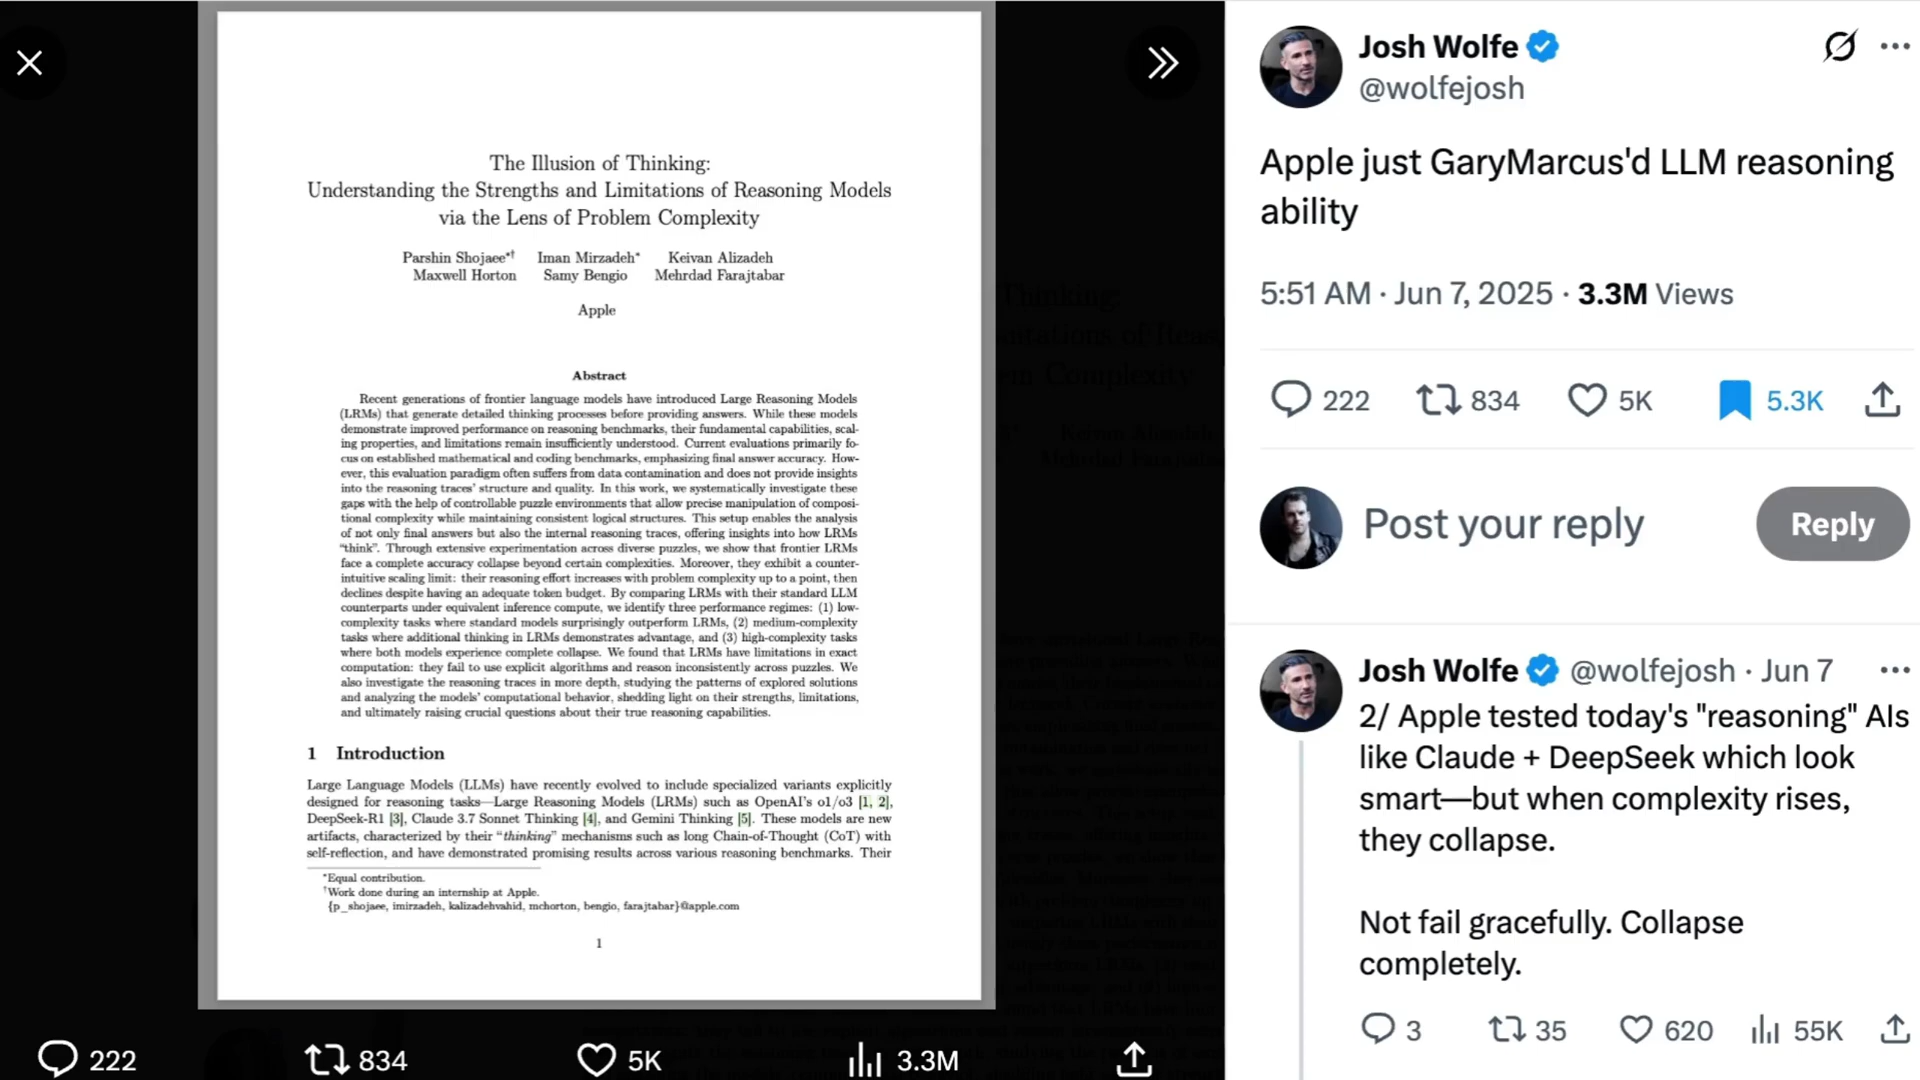 The Illusion of Thinking:
Understanding the Strengths and Limitations of Reasoning Models
via the Lens of Problem Complexity
Parshin Shojaee*† Iman Mirzadeh* Keivan Alizadeh
Maxwell Horton Samy Bengio Mehrdad Farajtabar
Apple
Abstract
Recent generations of frontier language models have introduced Large Reasoning Models
(LRMs) that generate detailed thinking processes before providing answers. While these models
demonstrate improved performance on reasoning benchmarks, their fundamental capabilities, scal-
ing properties, and limitations remain insufficiently understood. Current evaluations primarily fo-
cus on established mathematical and coding benchmarks, emphasizing final answer accuracy. How-
ever, this evaluation paradigm often suffers from data contamination and does not provide insights
into the reasoning traces' structure and quality. In this work, we systematically investigate these
gaps with the help of controllable puzzle environments that allow precise manipulation of composi-
tional complexity while maintaining consistent logical structures. This setup enables the analysis
of not only final answers but also the internal reasoning traces, offering insights into how LRMs
“think”. Through extensive experimentation across diverse puzzles, we show that frontier LRMs
face a complete accuracy collapse beyond certain complexities. Moreover, they exhibit a counter-
intuitive scaling limit: their reasoning effort increases with problem complexity up to a point, then
declines despite having an adequate token budget. By comparing LRMs with their standard LLM
counterparts under equivalent inference compute, we identify three performance regimes: (1) low-
complexity tasks where standard models surprisingly outperform LRMs, (2) medium-complexity
tasks where additional thinking in LRMs demonstrates advantage, and (3) high-complexity tasks
where both models experience complete collapse. We found that LRMs have limitations in exact
computation: they fail to use explicit algorithms and reason inconsistently across puzzles. We
also investigate the reasoning traces in more depth, studying the patterns of explored solutions
and analyzing the models' computational behavior, shedding light on their strengths, limitations,
and ultimately raising crucial questions about their true reasoning capabilities.
1 Introduction
Large Language Models (LLMs) have recently evolved to include specialized variants explicitly
designed for reasoning tasks—Large Reasoning Models (LRMs) such as OpenAI's o1/o3 [1, 2],
DeepSeek-R1 [3], Claude 3.7 Sonnet Thinking [4], and Gemini Thinking [5]. These models are new
artifacts, characterized by their “thinking” mechanisms such as long Chain-of-Thought (CoT) with
self-reflection, and have demonstrated promising results across various reasoning benchmarks. Their
*Equal contribution.
†Work done during an internship at Apple.
{p_shojaee, imirzadeh, kalizadehvahid, mchorton, bengio, farajtabar}@apple.com
1
222 834 5K 3.3M
Josh Wolfe
@wolfejosh
Apple just GaryMarcus'd LLM reasoning
ability
5:51 AM · Jun 7, 2025 · 3.3M Views
222 834 5K 5.3K
Post your reply
Reply
Josh Wolfe @wolfejosh · Jun 7
2/ Apple tested today's "reasoning" AIs
like Claude + DeepSeek which look
smart—but when complexity rises,
they collapse.
Not fail gracefully. Collapse
completely.
3 35 620 55K